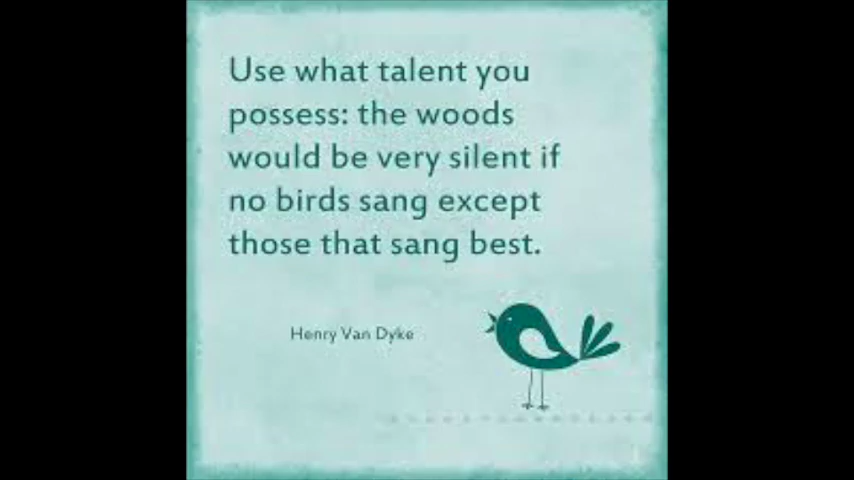 Use what talent you
possess: the woods
would be very silent if
no birds sang except
those that sang best.
Henry Van Dyke